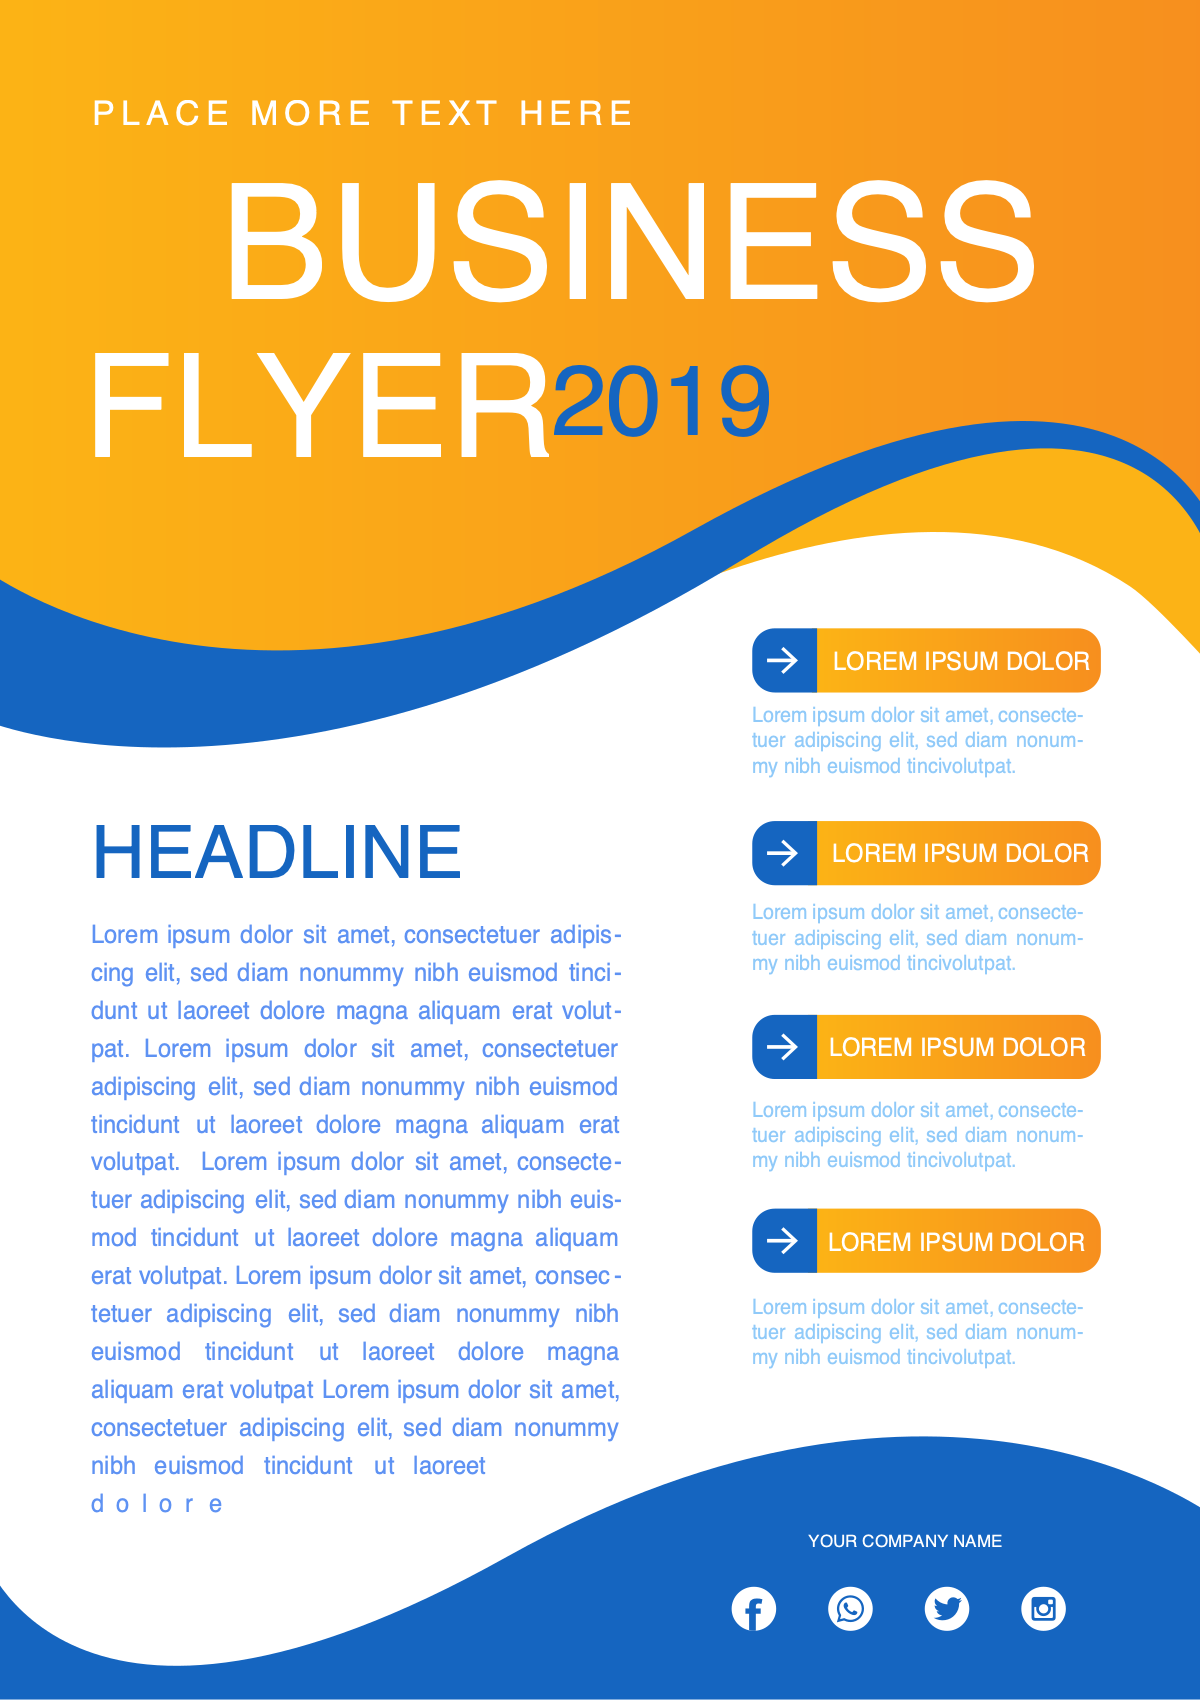 PLACE MORE TEXT HERE
BUSINESS
FLYER 2019
HEADLINE
Lorem ipsum dolor sit amet, consectetuer adipis-
cing elit, sed diam nonummy nibh euismod tinci-
dunt ut laoreet dolore magna aliquam erat volut-
pat. Lorem ipsum dolor sit amet, consectetuer
adipiscing elit, sed diam nonummy nibh euismod
tincidunt ut laoreet dolore magna aliquam erat
volutpat. Lorem ipsum dolor sit amet, consecte-
tuer adipiscing elit, sed diam nonummy nibh euis-
mod tincidunt ut laoreet dolore magna aliquam
erat volutpat. Lorem ipsum dolor sit amet, consec-
tetuer adipiscing elit, sed diam nonummy nibh
euismod tincidunt ut laoreet dolore magna
aliquam erat volutpat Lorem ipsum dolor sit amet,
consectetuer adipiscing elit, sed diam nonummy
nibh euismod tincidunt ut laoreet
dolore
LOREM IPSUM DOLOR
Lorem ipsum dolor sit amet, consecte-
tuer adipiscing elit, sed diam nonum-
my nibh euismod tincivolutpat.
LOREM IPSUM DOLOR
Lorem ipsum dolor sit amet, consecte-
tuer adipiscing elit, sed diam nonum-
my nibh euismod tincivolutpat.
LOREM IPSUM DOLOR
Lorem ipsum dolor sit amet, consecte-
tuer adipiscing elit, sed diam nonum-
my nibh euismod tincivolutpat.
LOREM IPSUM DOLOR
Lorem ipsum dolor sit amet, consecte-
tuer adipiscing elit, sed diam nonum-
my nibh euismod tincivolutpat.
YOUR COMPANY NAME